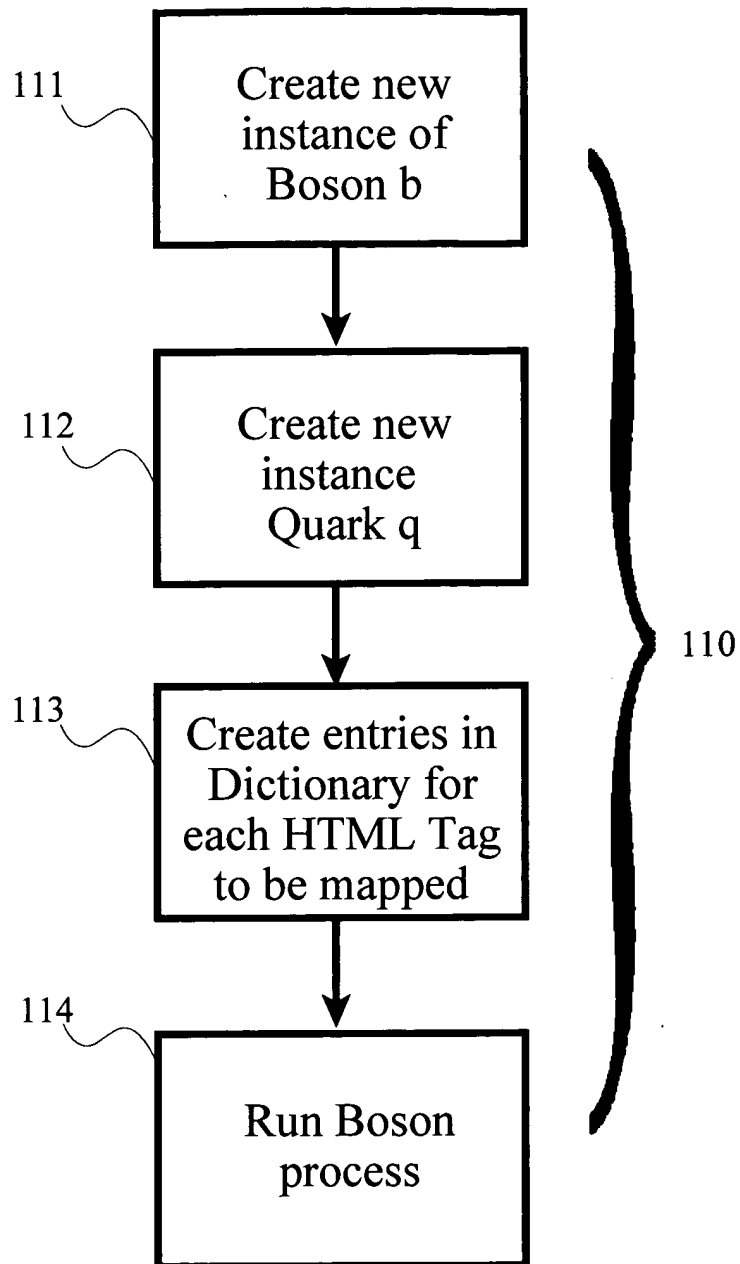 111
Create new
instance of
Boson b
112
Create new
instance
Quark q
110
113
Create entries in
Dictionary for
each HTML Tag
to be mapped
114
Run Boson
process